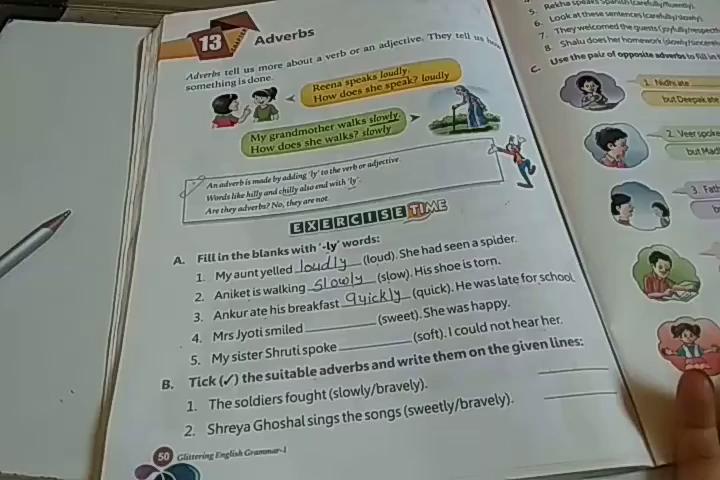 13 Adverbs
Adverbs tell us more about a verb or an adjective. They tell us how
something is done.
Reena speaks loudly.
How does she speak? loudly
My grandmother walks slowly.
How does she walks? slowly
An adverb is made by adding 'ly' to the verb or adjective.
Words like hilly and chilly also end with 'ly'.
Are they adverbs? No, they are not.
EXERCISE TIME
A. Fill in the blanks with '-ly' words:
1. My aunt yelled loudly (loud). She had seen a spider.
2. Aniket is walking slowly (slow). His shoe is torn.
3. Ankur ate his breakfast quickly (quick). He was late for school.
4. Mrs Jyoti smiled ________ (sweet). She was happy.
5. My sister Shruti spoke ________ (soft). I could not hear her.
B. Tick (✓) the suitable adverbs and write them on the given lines:
1. The soldiers fought (slowly/bravely). ________
2. Shreya Ghoshal sings the songs (sweetly/bravely). ________
50 Glittering English Grammar-1
5. Rekha speaks Spanish (carefully/fluently).
6. Look at these sentences (carefully/slowly).
7. They welcomed the guests (joyfully/respect
8. Shalu does her homework (slowly/
C. Use the pair of opposite adverbs to fill in
1. Nidhi ate
but Deepak ate
2. Veer spoke
but
3.